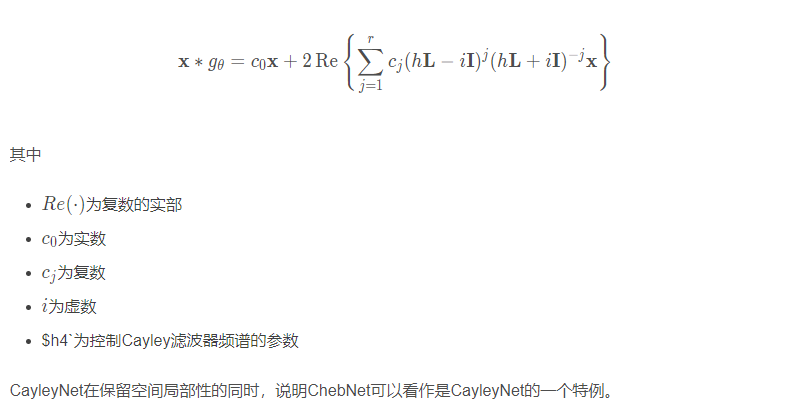 $$\mathbf{x} * g_\theta = c_0\mathbf{x} + 2\,\mathrm{Re}\left\{\sum_{j=1}^{r} c_j(h\mathbf{L} - i\mathbf{I})^j(h\mathbf{L} + i\mathbf{I})^{-j}\mathbf{x}\right\}$$
其中
• $Re(\cdot)$为复数的实部
• $c_0$为实数
• $c_j$为复数
• $i$为虚数
• $h4`为控制Cayley滤波器频谱的参数
CayleyNet在保留空间局部性的同时，说明ChebNet可以看作是CayleyNet的一个特例。